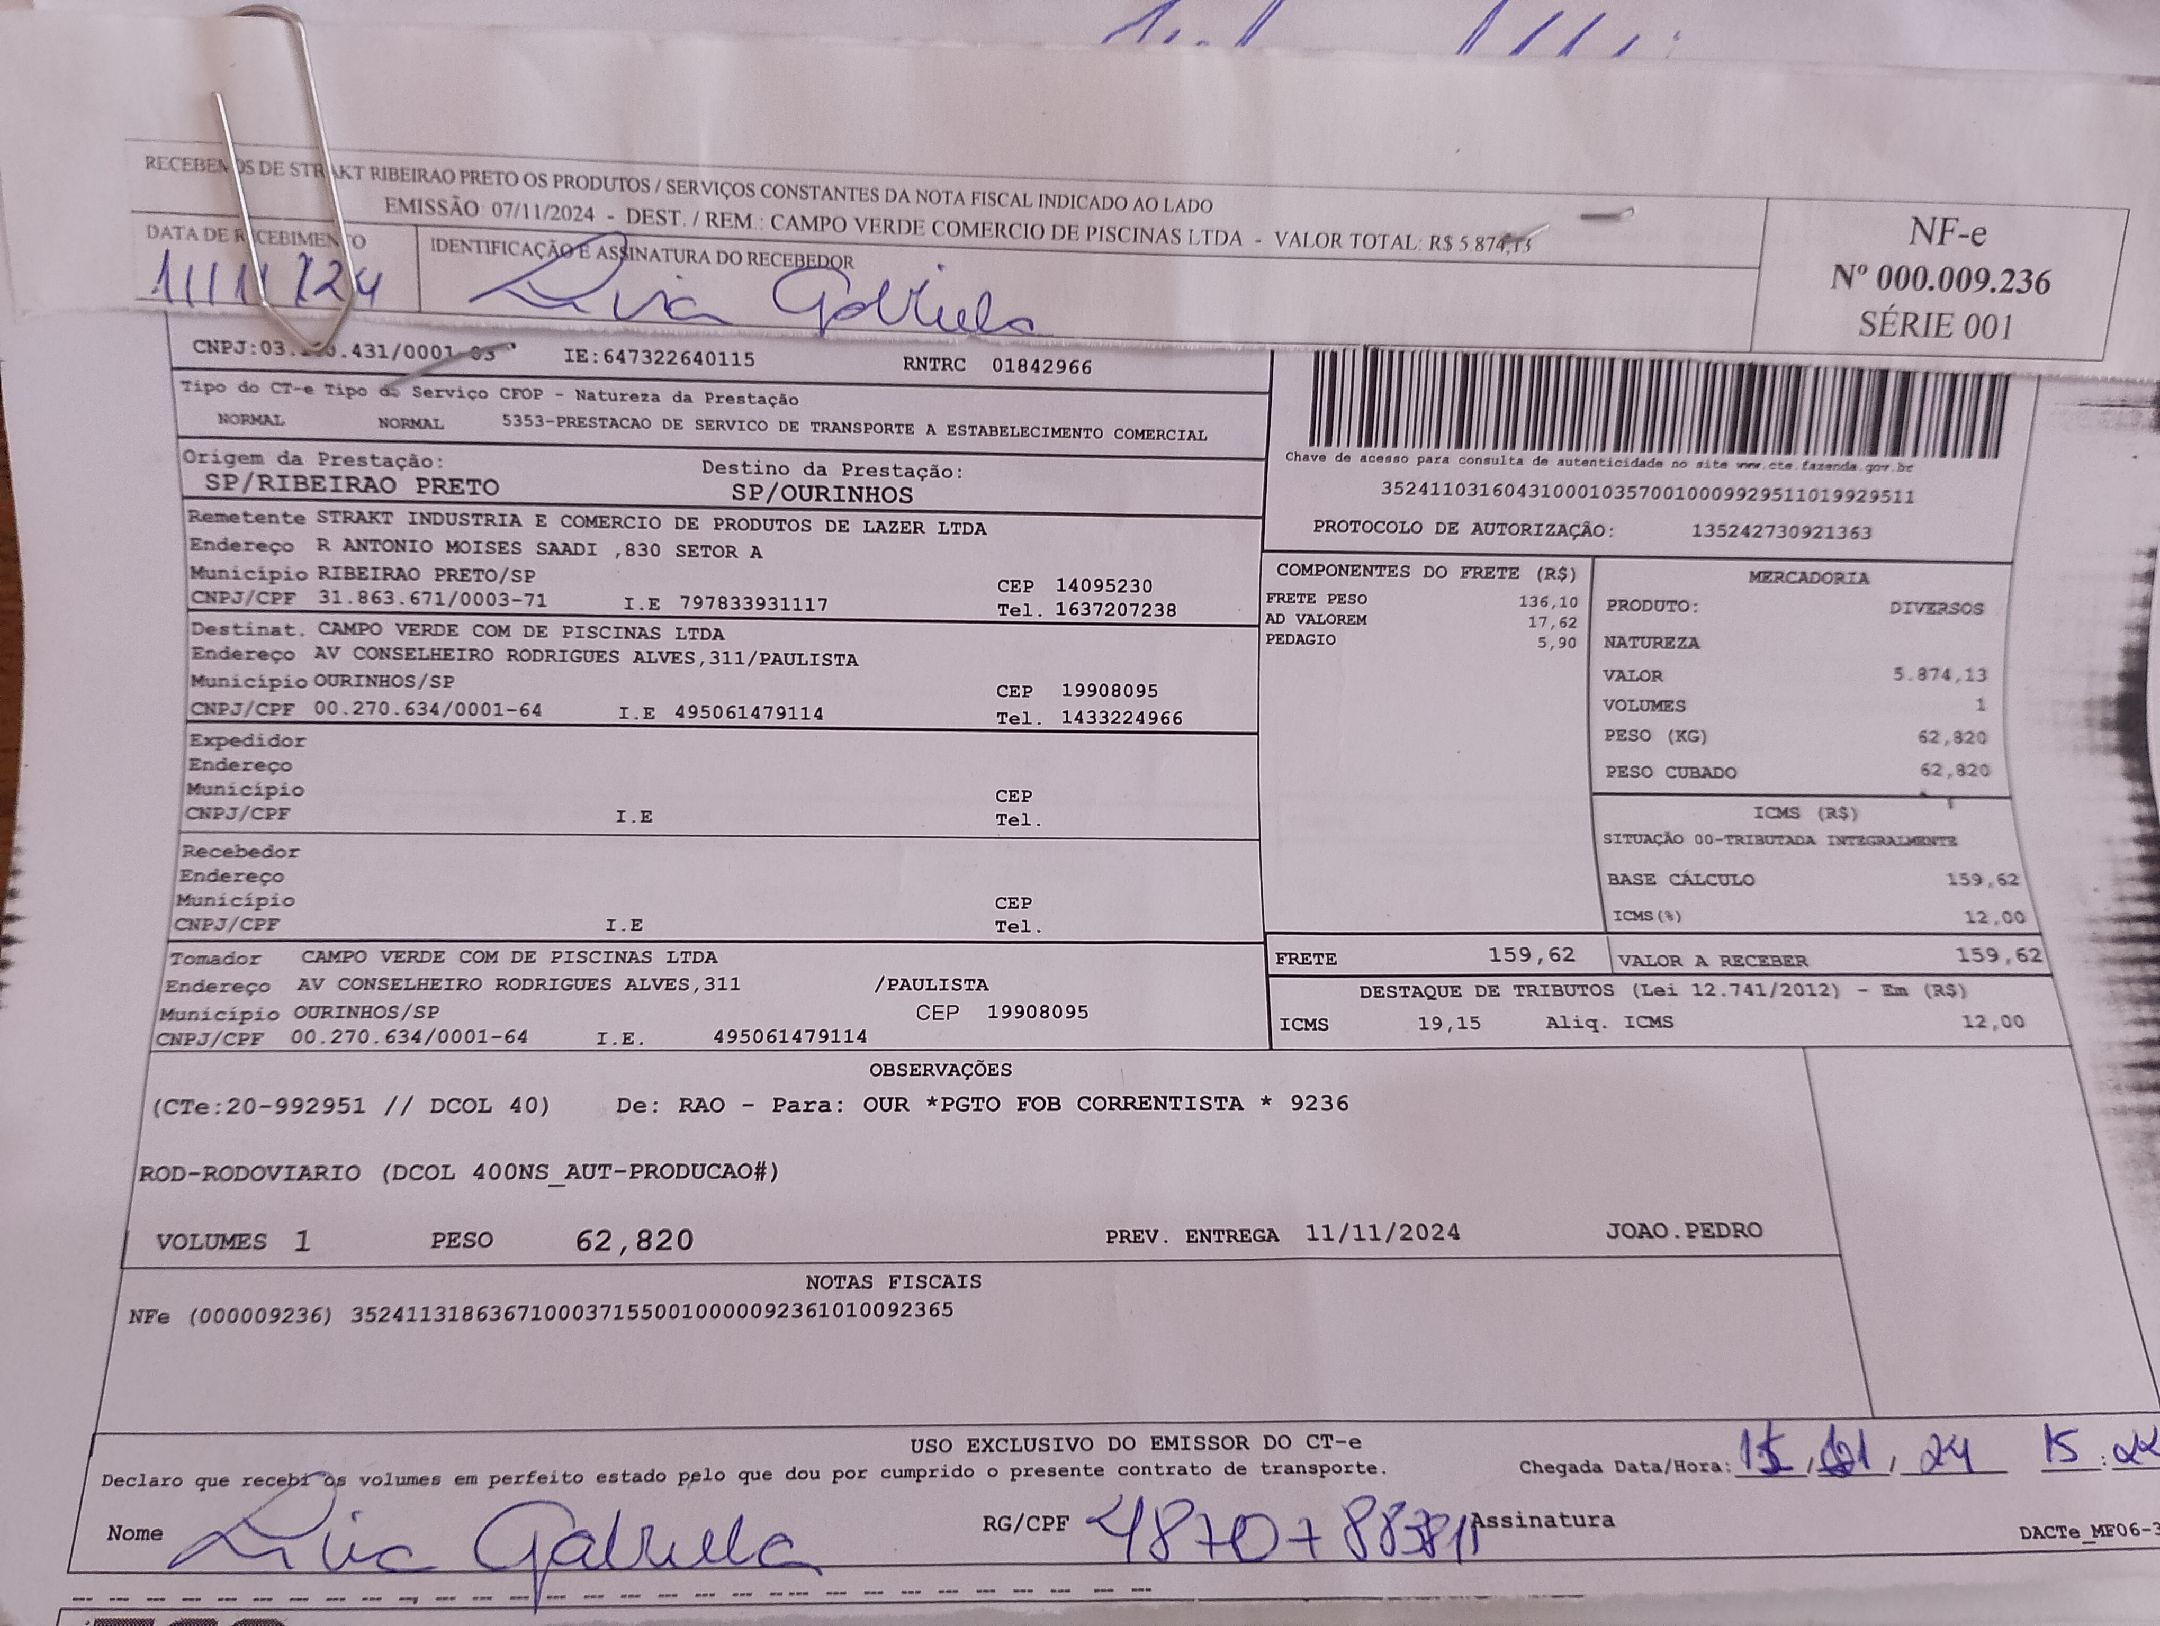 RECEBEMOS DE STRAKT RIBEIRAO PRETO OS PRODUTOS / SERVIÇOS CONSTANTES DA NOTA FISCAL INDICADO AO LADO
EMISSÃO: 07/11/2024 - DEST. / REM.: CAMPO VERDE COMERCIO DE PISCINAS LTDA - VALOR TOTAL: R$ 5.874,13
NF-e
Nº 000.009.236
SÉRIE 001
DATA DE RECEBIMENTO
11/11/24
IDENTIFICAÇÃO E ASSINATURA DO RECEBEDOR
Gabriela
IE:647322640115 RNTRC 01842966
Tipo do CT-e Tipo do Serviço CFOP - Natureza da Prestação
NORMAL NORMAL 5353-PRESTACAO DE SERVICO DE TRANSPORTE A ESTABELECIMENTO COMERCIAL
Origem da Prestação: Destino da Prestação:
SP/RIBEIRAO PRETO SP/OURINHOS
Remetente STRAKT INDUSTRIA E COMERCIO DE PRODUTOS DE LAZER LTDA
Endereço R ANTONIO MOISES SAADI ,830 SETOR A
Município RIBEIRAO PRETO/SP CEP 14095230
CNPJ/CPF 31.863.671/0003-71 I.E 797833931117 Tel. 1637207238
Destinat. CAMPO VERDE COM DE PISCINAS LTDA
Endereço AV CONSELHEIRO RODRIGUES ALVES,311/PAULISTA
Município OURINHOS/SP CEP 19908095
CNPJ/CPF 00.270.634/0001-64 I.E 495061479114 Tel. 1433224966
Expedidor
Endereço
Município CEP
CNPJ/CPF I.E Tel.
Recebedor
Endereço
Município CEP
CNPJ/CPF I.E Tel.
Tomador CAMPO VERDE COM DE PISCINAS LTDA
Endereço AV CONSELHEIRO RODRIGUES ALVES,311 /PAULISTA
Município OURINHOS/SP CEP 19908095
CNPJ/CPF 00.270.634/0001-64 I.E. 495061479114
Chave de acesso para consulta de autenticidade no site www.cte.fazenda.gov.br
35241103160431000103570010009929511019929511
PROTOCOLO DE AUTORIZAÇÃO: 135242730921363
COMPONENTES DO FRETE (R$)
FRETE PESO 136,10
AD VALOREM 17,62
PEDAGIO 5,90
MERCADORIA
PRODUTO: DIVERSOS
NATUREZA
VALOR 5.874,13
VOLUMES 1
PESO (KG) 62,820
PESO CUBADO 62,820
ICMS (R$)
SITUAÇÃO 00-TRIBUTADA INTEGRALMENTE
BASE CÁLCULO 159,62
ICMS(%) 12,00
FRETE 159,62 VALOR A RECEBER 159,62
DESTAQUE DE TRIBUTOS (Lei 12.741/2012) - Em (R$)
ICMS 19,15 Aliq. ICMS 12,00
OBSERVAÇÕES
(CTe:20-992951 // DCOL 40) De: RAO - Para: OUR *PGTO FOB CORRENTISTA * 9236
ROD-RODOVIARIO (DCOL 400NS_AUT-PRODUCAO#)
VOLUMES 1 PESO 62,820 PREV. ENTREGA 11/11/2024 JOAO.PEDRO
NOTAS FISCAIS
NFe (000009236) 35241131863671000371550010000092361010092365
USO EXCLUSIVO DO EMISSOR DO CT-e
Declaro que recebi os volumes em perfeito estado pelo que dou por cumprido o presente contrato de transporte.
Chegada Data/Hora:
Nome Gabriella RG/CPF Assinatura
DACTe_MF06-3